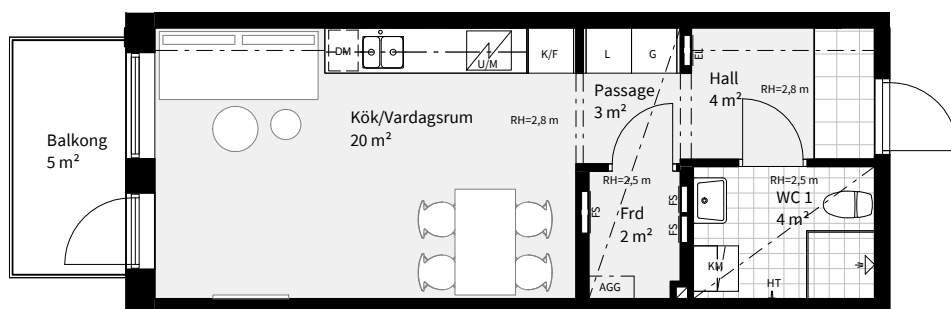 DM
U/M
K/F
L
G
EL
Hall
4 m²
RH=2,8 m
Passage
3 m²
Kök/Vardagsrum
20 m²
RH=2,8 m
Balkong
5 m²
RH=2,5 m
FS
Frd
2 m²
FS
FS
AGG
RH=2,5 m
WC 1
4 m²
KM
HT